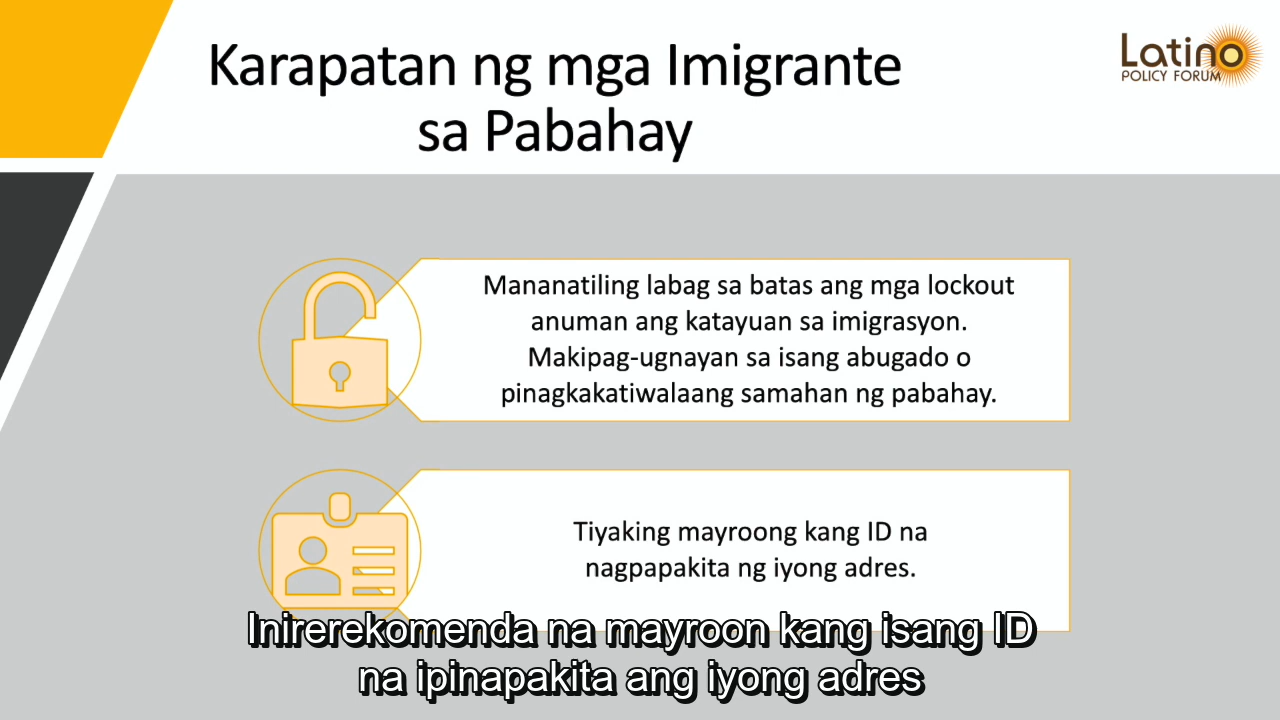 Karapatan ng mga Imigrante
sa Pabahay
Latino
POLICY FORUM
Mananatiling labag sa batas ang mga lockout
anuman ang katayuan sa imigrasyon.
Makipag-ugnayan sa isang abugado o
pinagkakatiwalaang samahan ng pabahay.
Tiyaking mayroong kang ID na
nagpapakita ng iyong adres.
Inirerekomenda na mayroon kang isang ID
na ipinapakita ang iyong adres